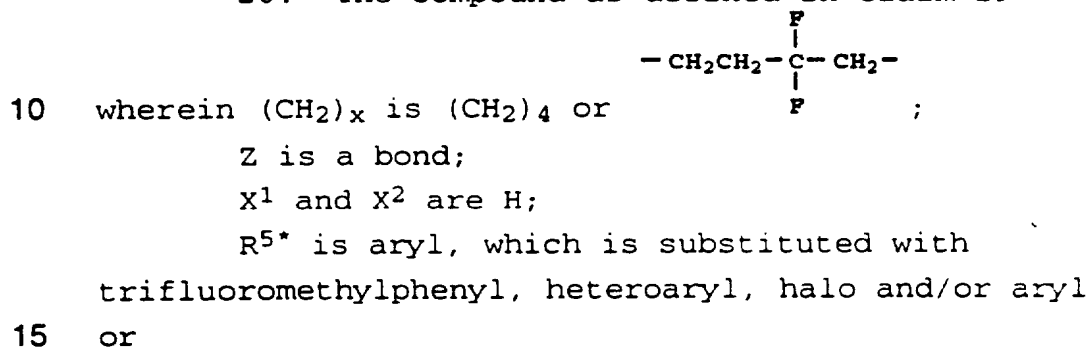 F
|
- CH2CH2-C- CH2-
|
10 wherein (CH2)x is (CH2)4 or F ;
Z is a bond;
X1 and X2 are H;
R5* is aryl, which is substituted with
trifluoromethylphenyl, heteroaryl, halo and/or aryl
15 or